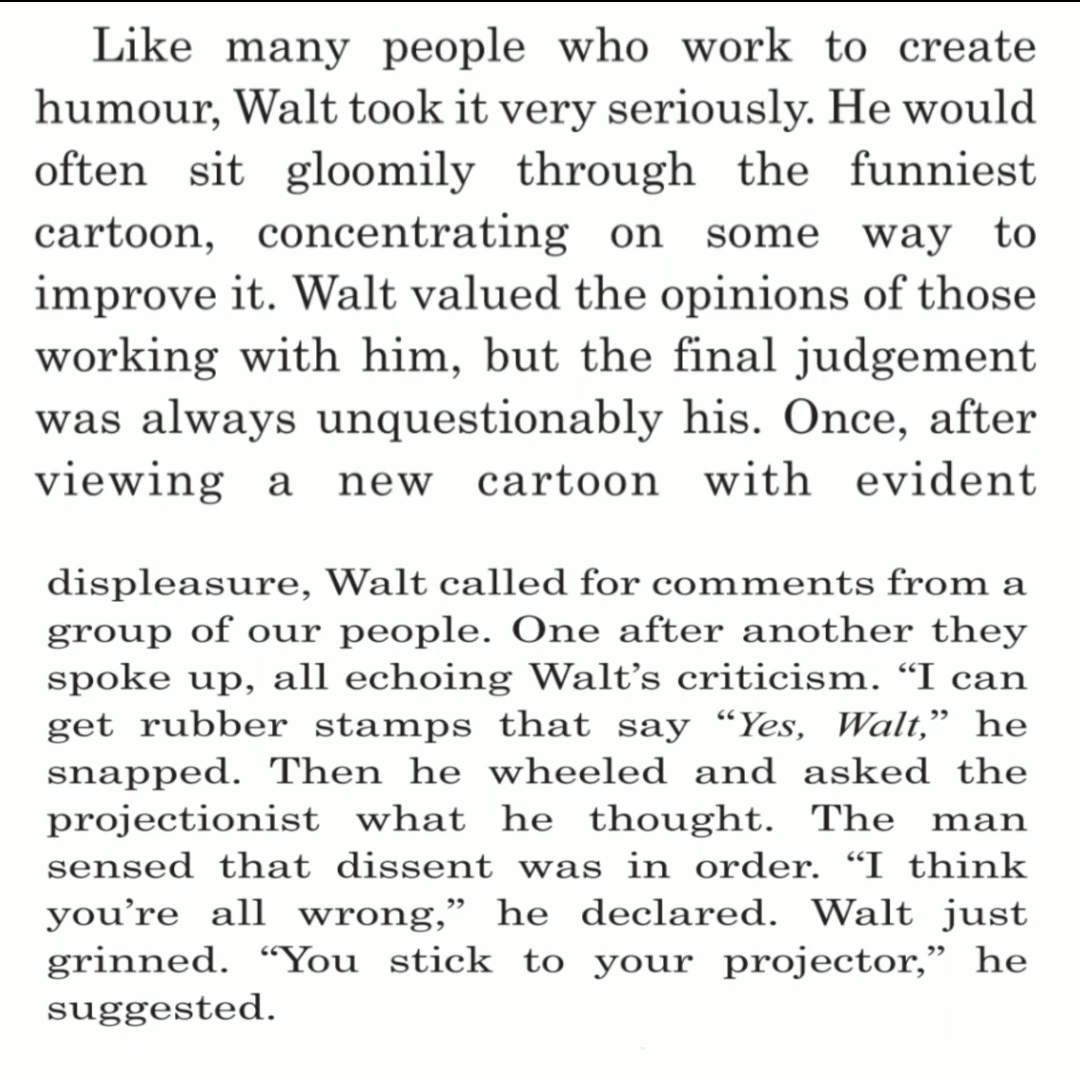 Like many people who work to create
humour, Walt took it very seriously. He would
often sit gloomily through the funniest
cartoon, concentrating on some way to
improve it. Walt valued the opinions of those
working with him, but the final judgement
was always unquestionably his. Once, after
viewing a new cartoon with evident
displeasure, Walt called for comments from a
group of our people. One after another they
spoke up, all echoing Walt’s criticism. “I can
get rubber stamps that say “Yes, Walt,” he
snapped. Then he wheeled and asked the
projectionist what he thought. The man
sensed that dissent was in order. “I think
you’re all wrong,” he declared. Walt just
grinned. “You stick to your projector,” he
suggested.